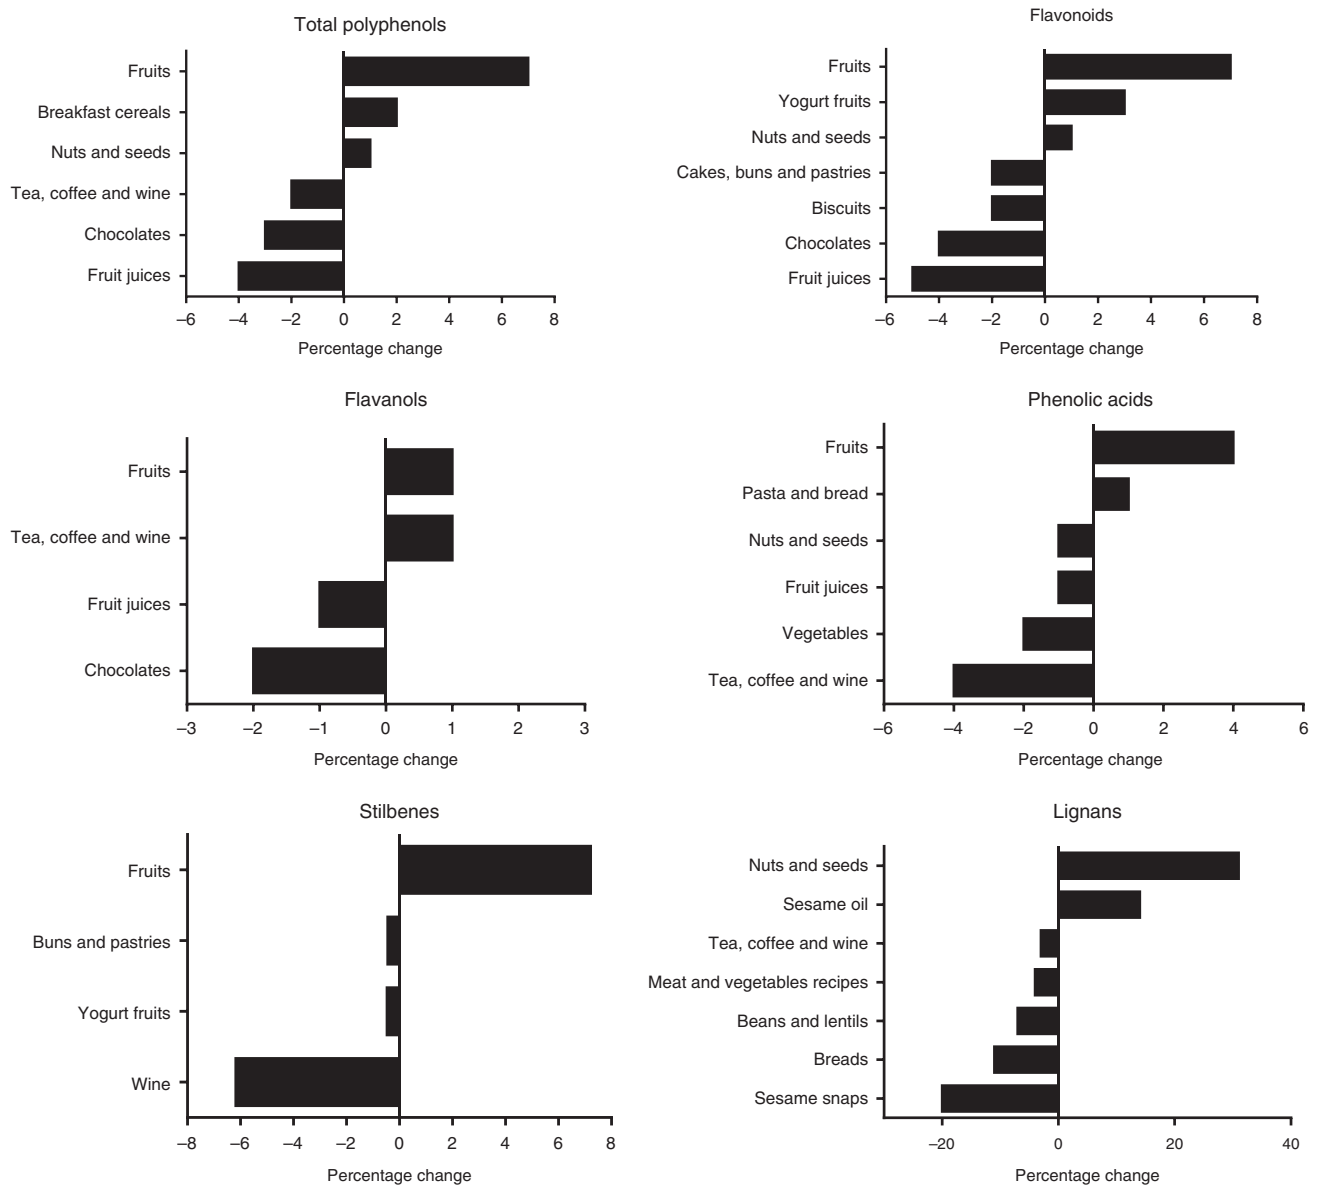 Total polyphenols
Fruits
Breakfast cereals
Nuts and seeds
Tea, coffee and wine
Chocolates
Fruit juices
–6 –4 –2 0 2 4 6 8
Percentage change
Flavonoids
Fruits
Yogurt fruits
Nuts and seeds
Cakes, buns and pastries
Biscuits
Chocolates
Fruit juices
–6 –4 –2 0 2 4 6 8
Percentage change
Flavanols
Fruits
Tea, coffee and wine
Fruit juices
Chocolates
–3 –2 –1 0 1 2 3
Percentage change
Phenolic acids
Fruits
Pasta and bread
Nuts and seeds
Fruit juices
Vegetables
Tea, coffee and wine
–6 –4 –2 0 2 4 6
Percentage change
Stilbenes
Fruits
Buns and pastries
Yogurt fruits
Wine
–8 –6 –4 –2 0 2 4 6 8
Percentage change
Lignans
Nuts and seeds
Sesame oil
Tea, coffee and wine
Meat and vegetables recipes
Beans and lentils
Breads
Sesame snaps
–20 0 20 40
Percentage change